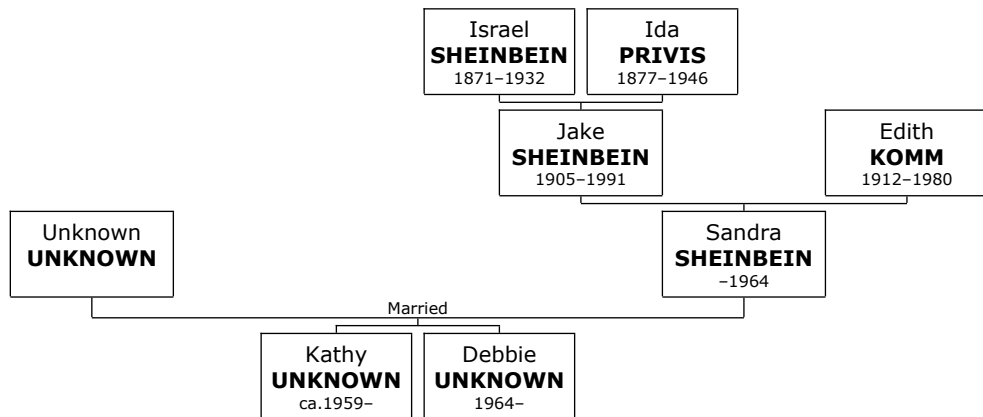 Israel
SHEINBEIN
1871–1932
Ida
PRIVIS
1877–1946
Jake
SHEINBEIN
1905–1991
Edith
KOMM
1912–1980
Unknown
UNKNOWN
Sandra
SHEINBEIN
–1964
Married
Kathy
UNKNOWN
ca.1959–
Debbie
UNKNOWN
1964–